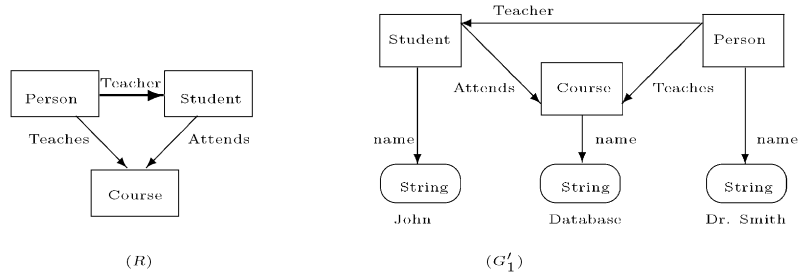 Teacher
Student
Person
Teacher
Person
Student
Attends
Course
Teaches
Teaches
Attends
name
name
name
Course
String
String
String
John
Database
Dr. Smith
(R)
(G′₁)